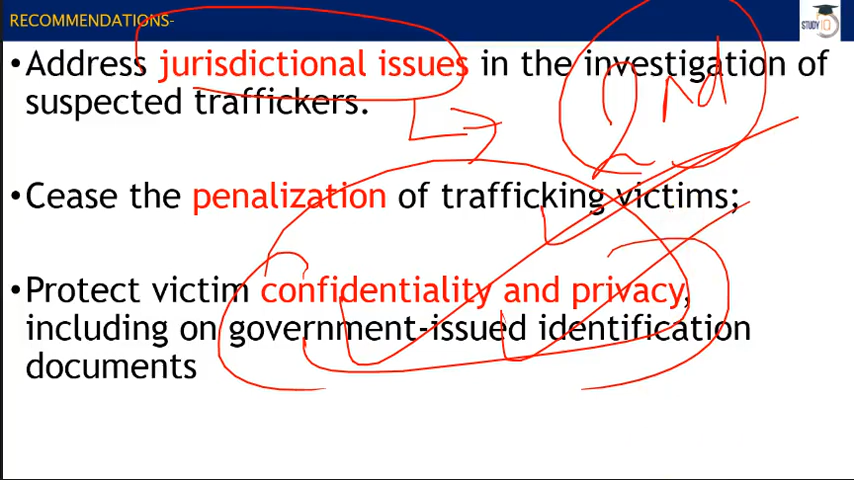 RECOMMENDATIONS-
STUDY IQ
•Address jurisdictional issues in the investigation of
suspected traffickers.
2nd
•Cease the penalization of trafficking victims;
•Protect victim confidentiality and privacy,
including on government-issued identification
documents